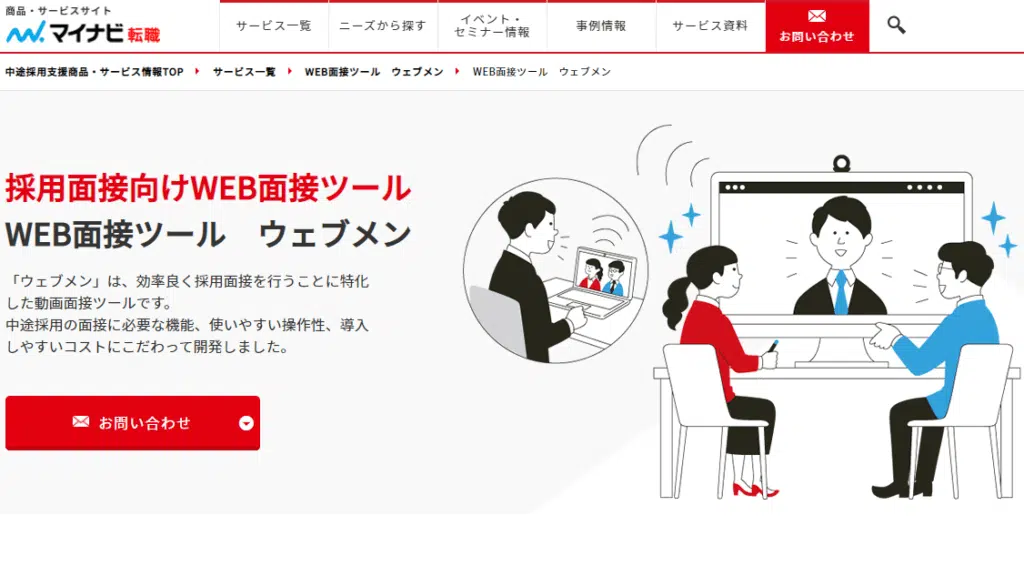 商品・サービスサイト
マイナビ転職
サービス一覧
ニーズから探す
イベント・
セミナー情報
事例情報
サービス資料
お問い合わせ
中途採用支援商品・サービス情報TOP
サービス一覧
WEB面接ツール　ウェブメン
WEB面接ツール　ウェブメン
採用面接向けWEB面接ツール
WEB面接ツール　ウェブメン
「ウェブメン」は、効率良く採用面接を行うことに特化
した動画面接ツールです。
中途採用の面接に必要な機能、使いやすい操作性、導入
しやすいコストにこだわって開発しました。
お問い合わせ